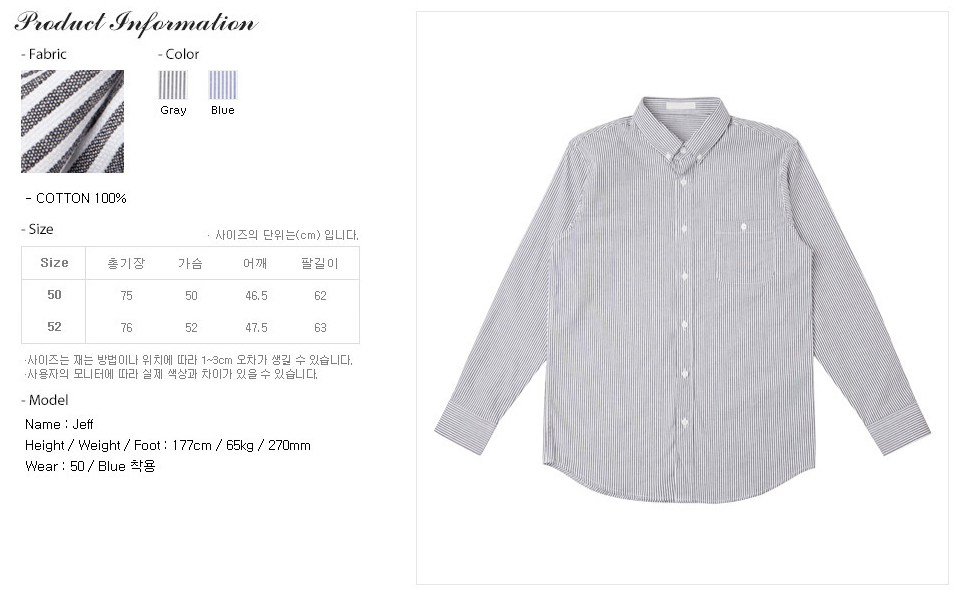 Product Information
- Fabric
- Color
Gray Blue
- COTTON 100%
- Size
· 사이즈의 단위는(cm) 입니다.
Size 총기장 가슴 어깨 팔길이
50 75 50 46.5 62
52 76 52 47.5 63
·사이즈는 재는 방법이나 위치에 따라 1~3cm 오차가 생길 수 있습니다.
·사용자의 모니터에 따라 실제 색상과 차이가 있을 수 있습니다.
- Model
Name : Jeff
Height / Weight / Foot : 177cm / 65kg / 270mm
Wear : 50 / Blue 착용